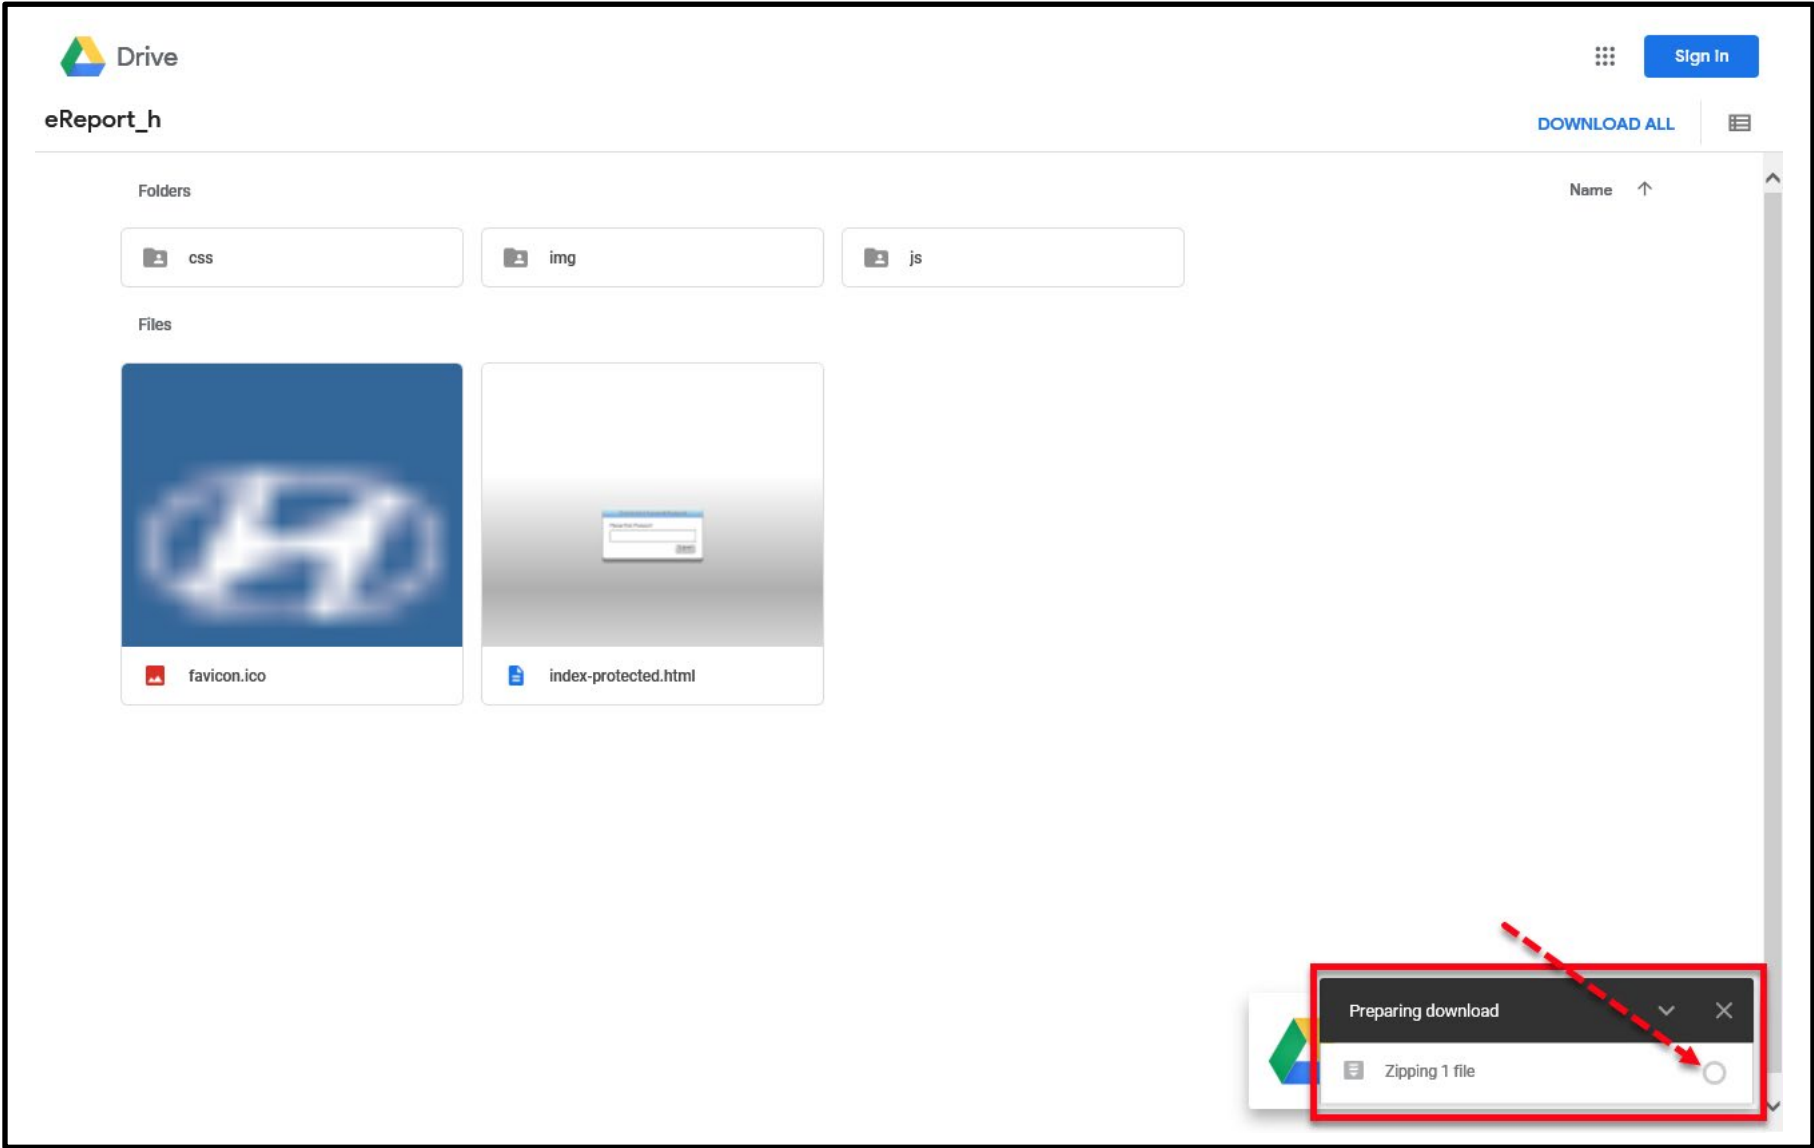 Drive
Sign In
eReport_h
DOWNLOAD ALL
Folders
Name
css
img
js
Files
favicon.ico
index-protected.html
Preparing download
Zipping 1 file